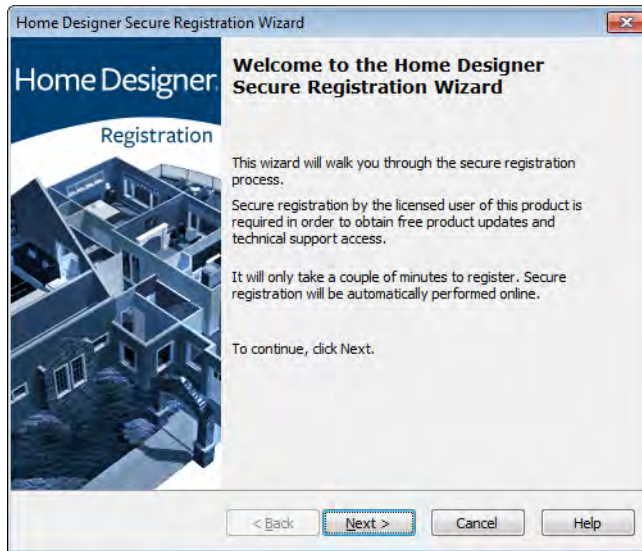 Home Designer Secure Registration Wizard
Home Designer
Registration
Welcome to the Home Designer
Secure Registration Wizard
This wizard will walk you through the secure registration
process.
Secure registration by the licensed user of this product is
required in order to obtain free product updates and
technical support access.
It will only take a couple of minutes to register. Secure
registration will be automatically performed online.
To continue, click Next.
< Back Next > Cancel Help